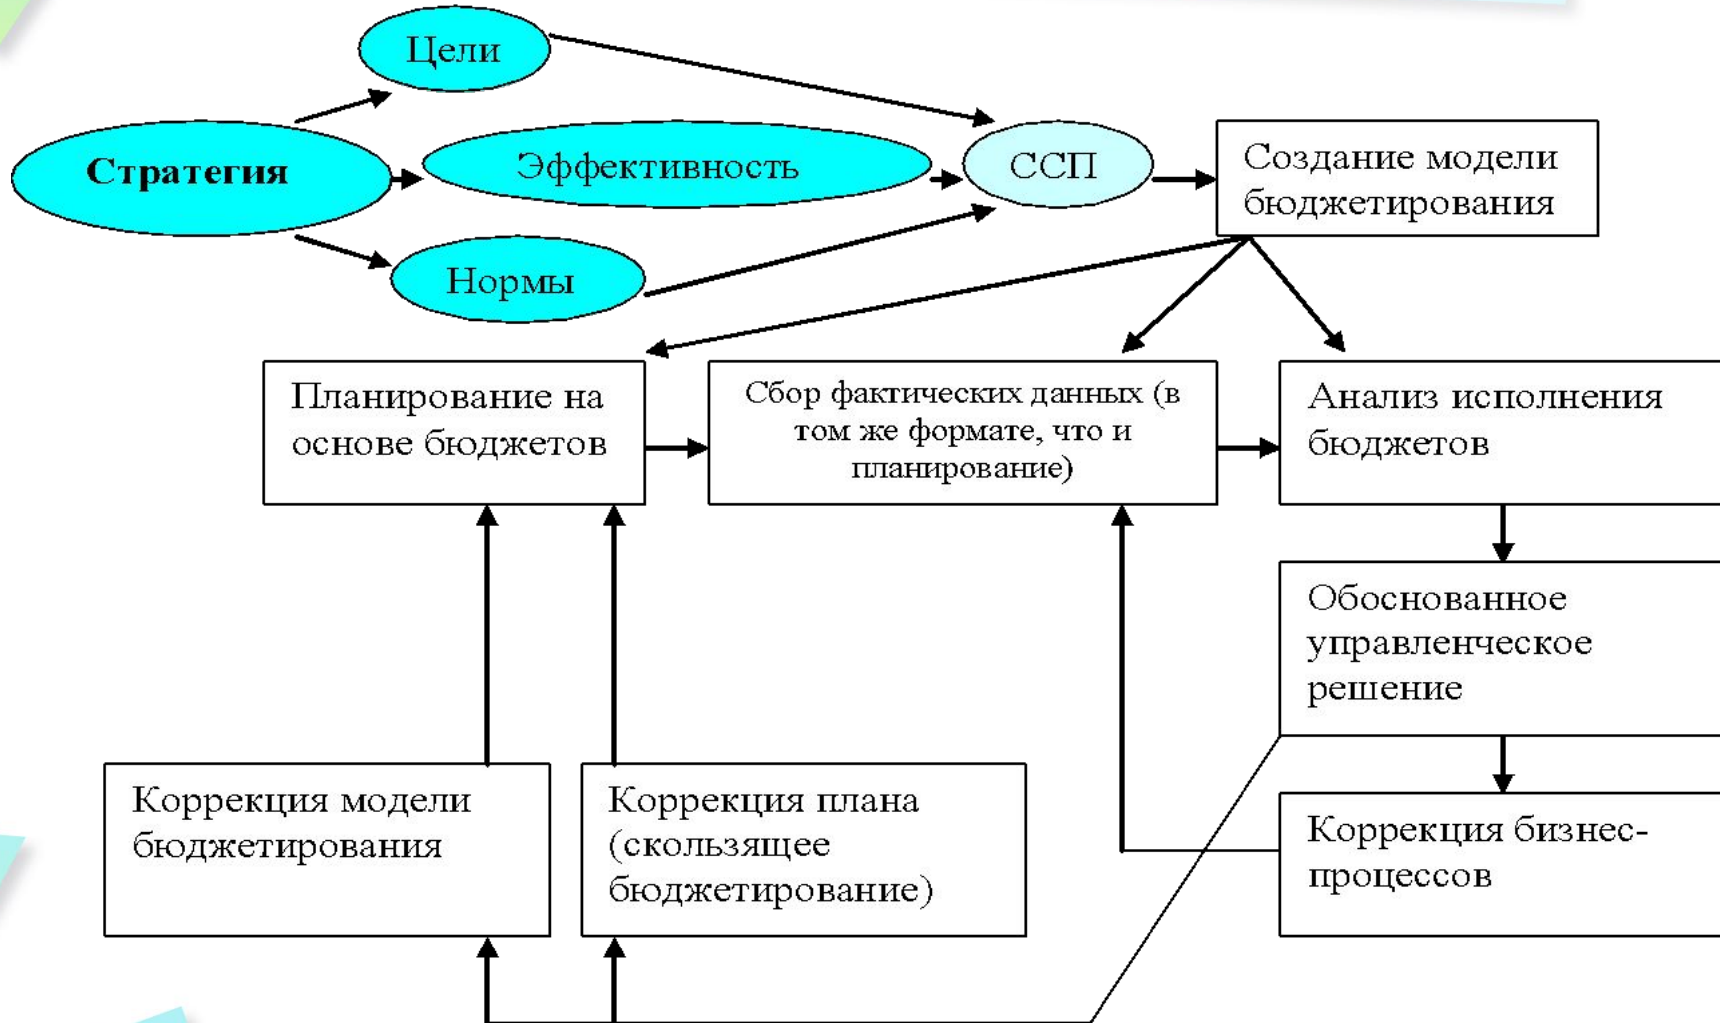 Цели
Стратегия
Эффективность
ССП
Создание модели
бюджетирования
Нормы
Планирование на
основе бюджетов
Сбор фактических данных (в
том же формате, что и
планирование)
Анализ исполнения
бюджетов
Обоснованное
управленческое
решение
Коррекция модели
бюджетирования
Коррекция плана
(скользящее
бюджетирование)
Коррекция бизнес-
процессов